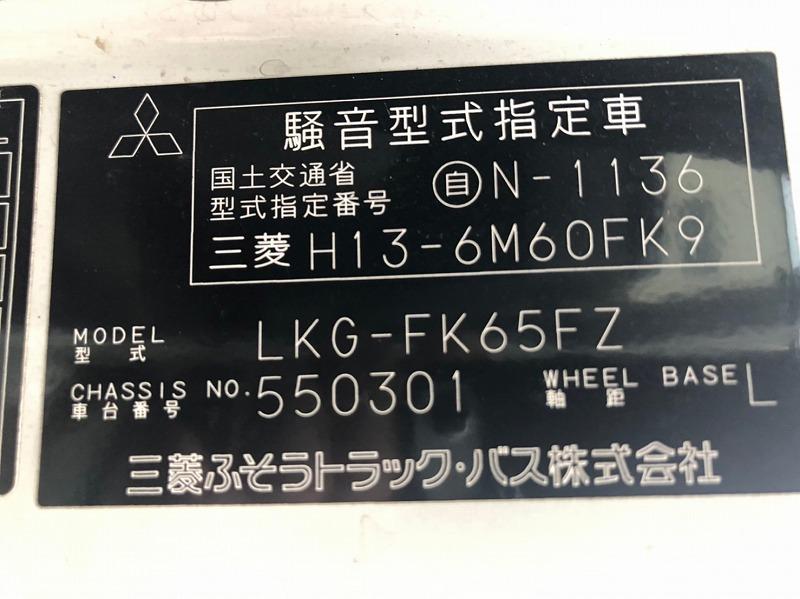 騒音型式指定車
国土交通省
型式指定番号 自 N-1136
三菱 H13-6M60FK9
MODEL
型式 LKG-FK65FZ
CHASSIS NO.
車台番号 550301 WHEEL BASE
軸距 L
三菱ふそうトラック・バス株式会社